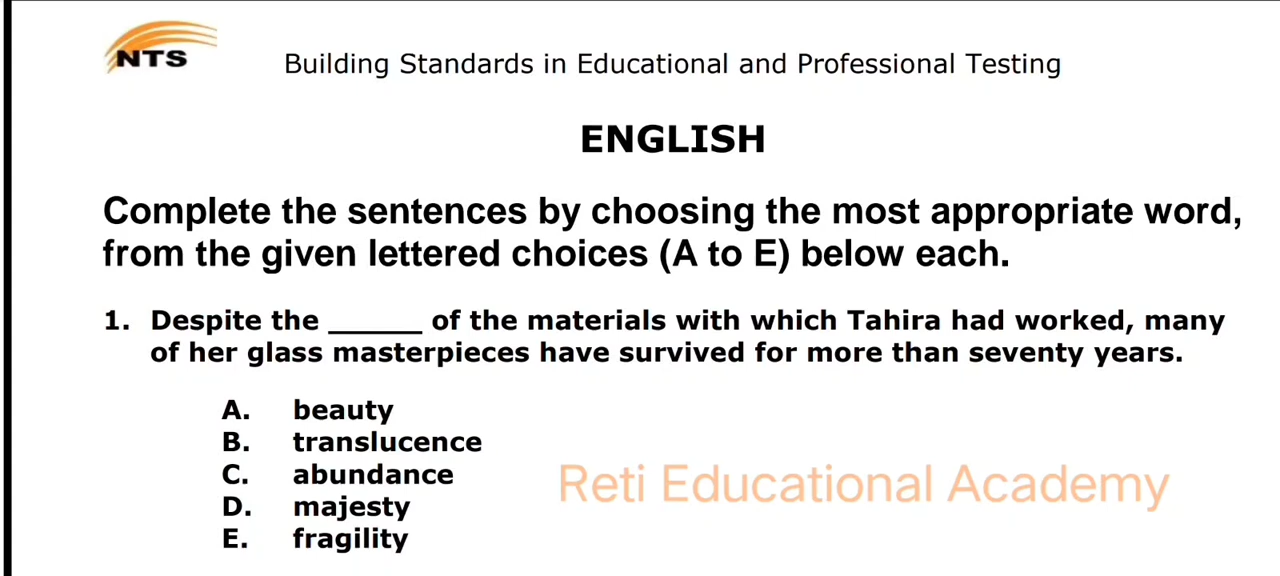 NTS
Building Standards in Educational and Professional Testing
ENGLISH
Complete the sentences by choosing the most appropriate word,
from the given lettered choices (A to E) below each.
1. Despite the ______ of the materials with which Tahira had worked, many
of her glass masterpieces have survived for more than seventy years.
A. beauty
B. translucence
C. abundance
D. majesty
E. fragility
Reti Educational Academy